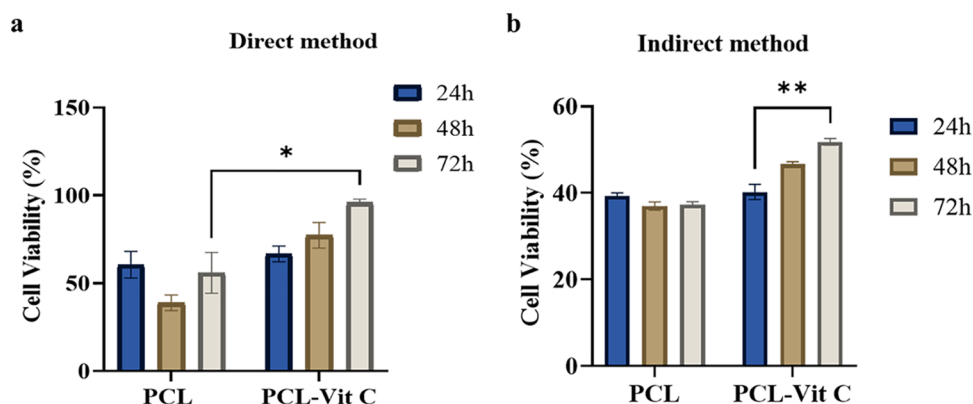 a
Direct method
24h
48h
72h
Cell Viability (%)
150
100
50
0
*
PCL
PCL-Vit C
b
Indirect method
24h
48h
72h
Cell Viability (%)
60
40
20
0
**
PCL
PCL-Vit C